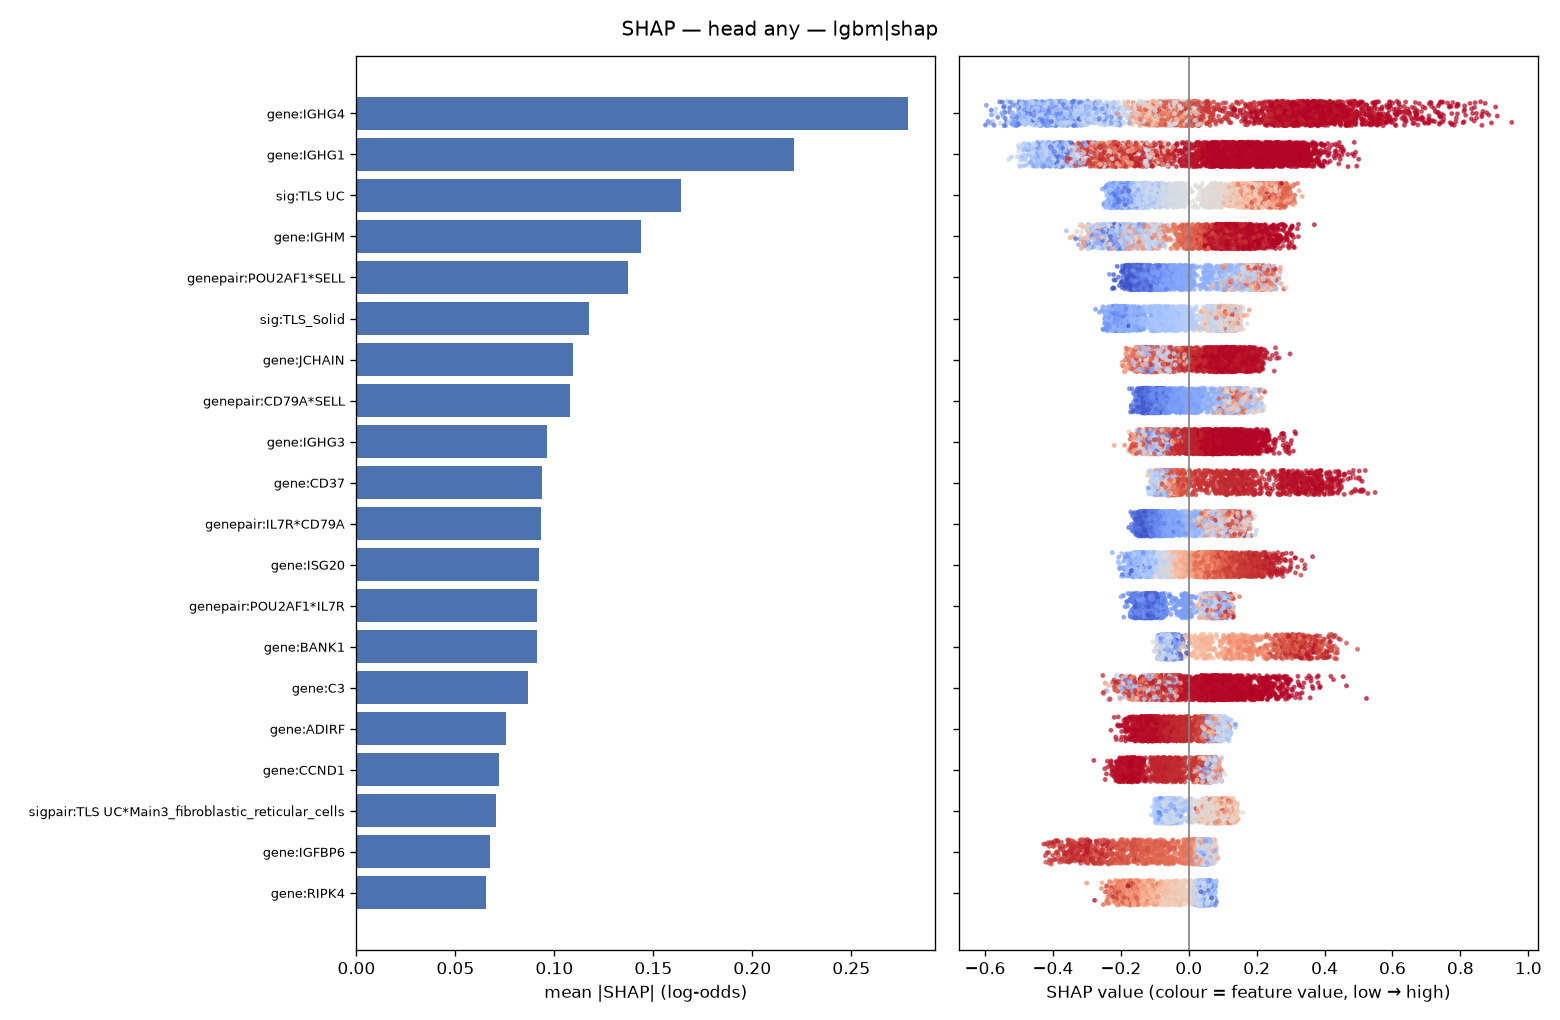 SHAP — head any — lgbm|shap
gene:IGHG4
gene:IGHG1
sig:TLS UC
gene:IGHM
genepair:POU2AF1*SELL
sig:TLS_Solid
gene:JCHAIN
genepair:CD79A*SELL
gene:IGHG3
gene:CD37
genepair:IL7R*CD79A
gene:ISG20
genepair:POU2AF1*IL7R
gene:BANK1
gene:C3
gene:ADIRF
gene:CCND1
sigpair:TLS UC*Main3_fibroblastic_reticular_cells
gene:IGFBP6
gene:RIPK4
0.00 0.05 0.10 0.15 0.20 0.25
mean |SHAP| (log-odds)
−0.6 −0.4 −0.2 0.0 0.2 0.4 0.6 0.8 1.0
SHAP value (colour = feature value, low → high)